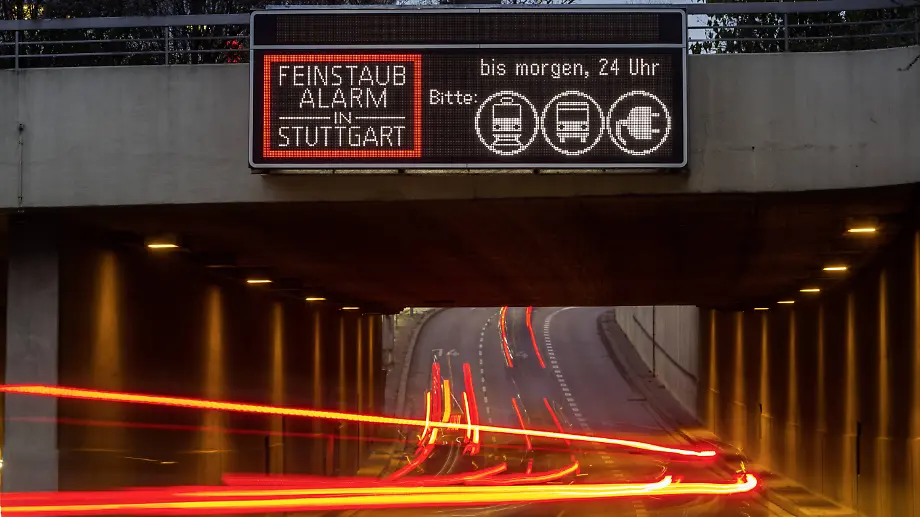 FEINSTAUB
ALARM
IN
STUTTGART
bis morgen, 24 Uhr
Bitte: